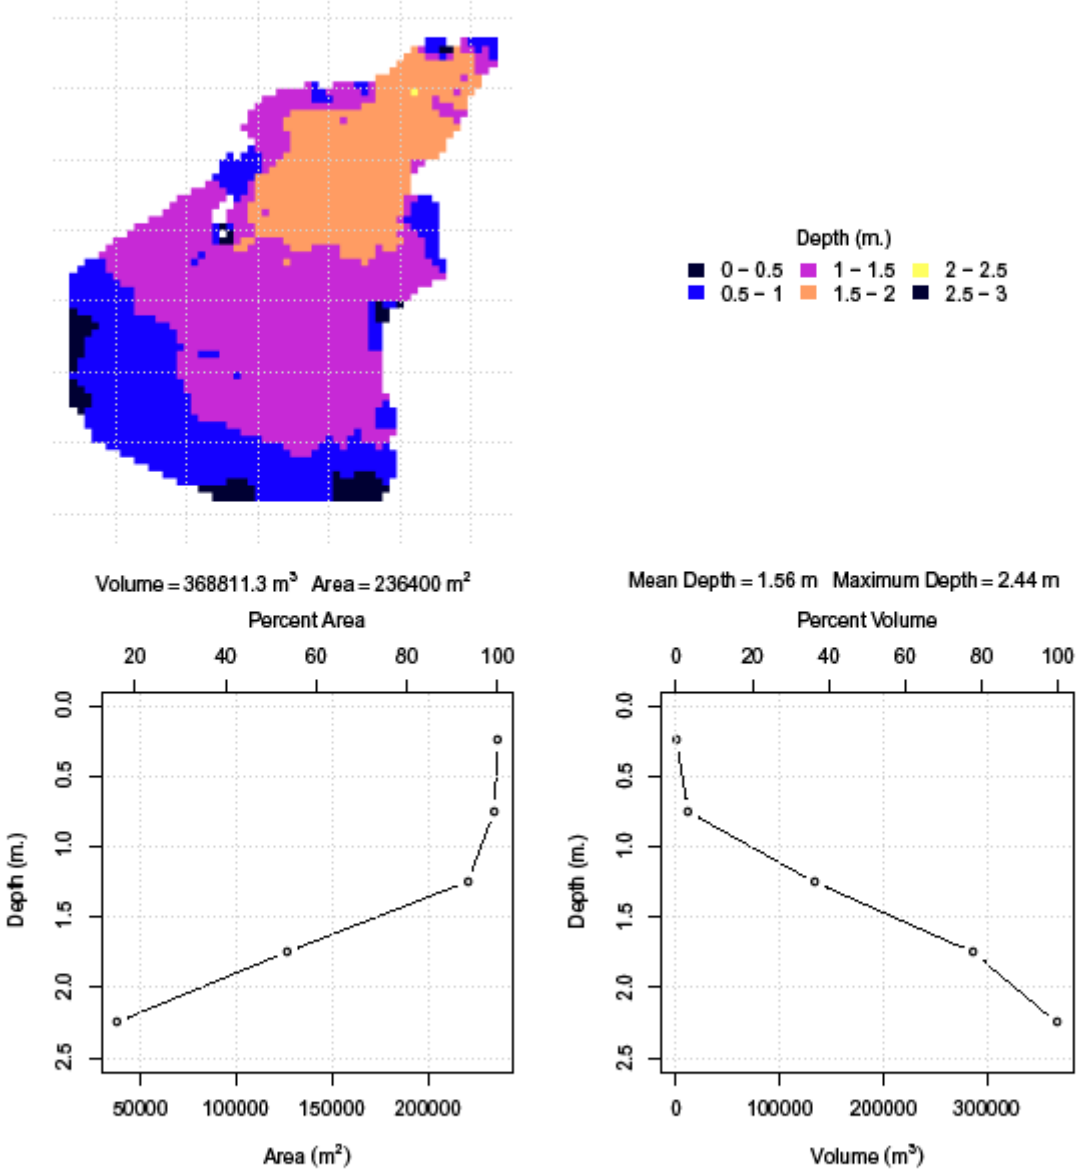 Depth (m.)
0 – 0.5 1 – 1.5 2 – 2.5
0.5 – 1 1.5 – 2 2.5 – 3
Volume = 368811.3 m³ Area = 236400 m²
Mean Depth = 1.56 m Maximum Depth = 2.44 m
Percent Area
20 40 60 80 100
Depth (m.)
0.0
0.5
1.0
1.5
2.0
2.5
50000 100000 150000 200000
Area (m²)
Percent Volume
0 20 40 60 80 100
Depth (m.)
0.0
0.5
1.0
1.5
2.0
2.5
0 100000 200000 300000
Volume (m³)